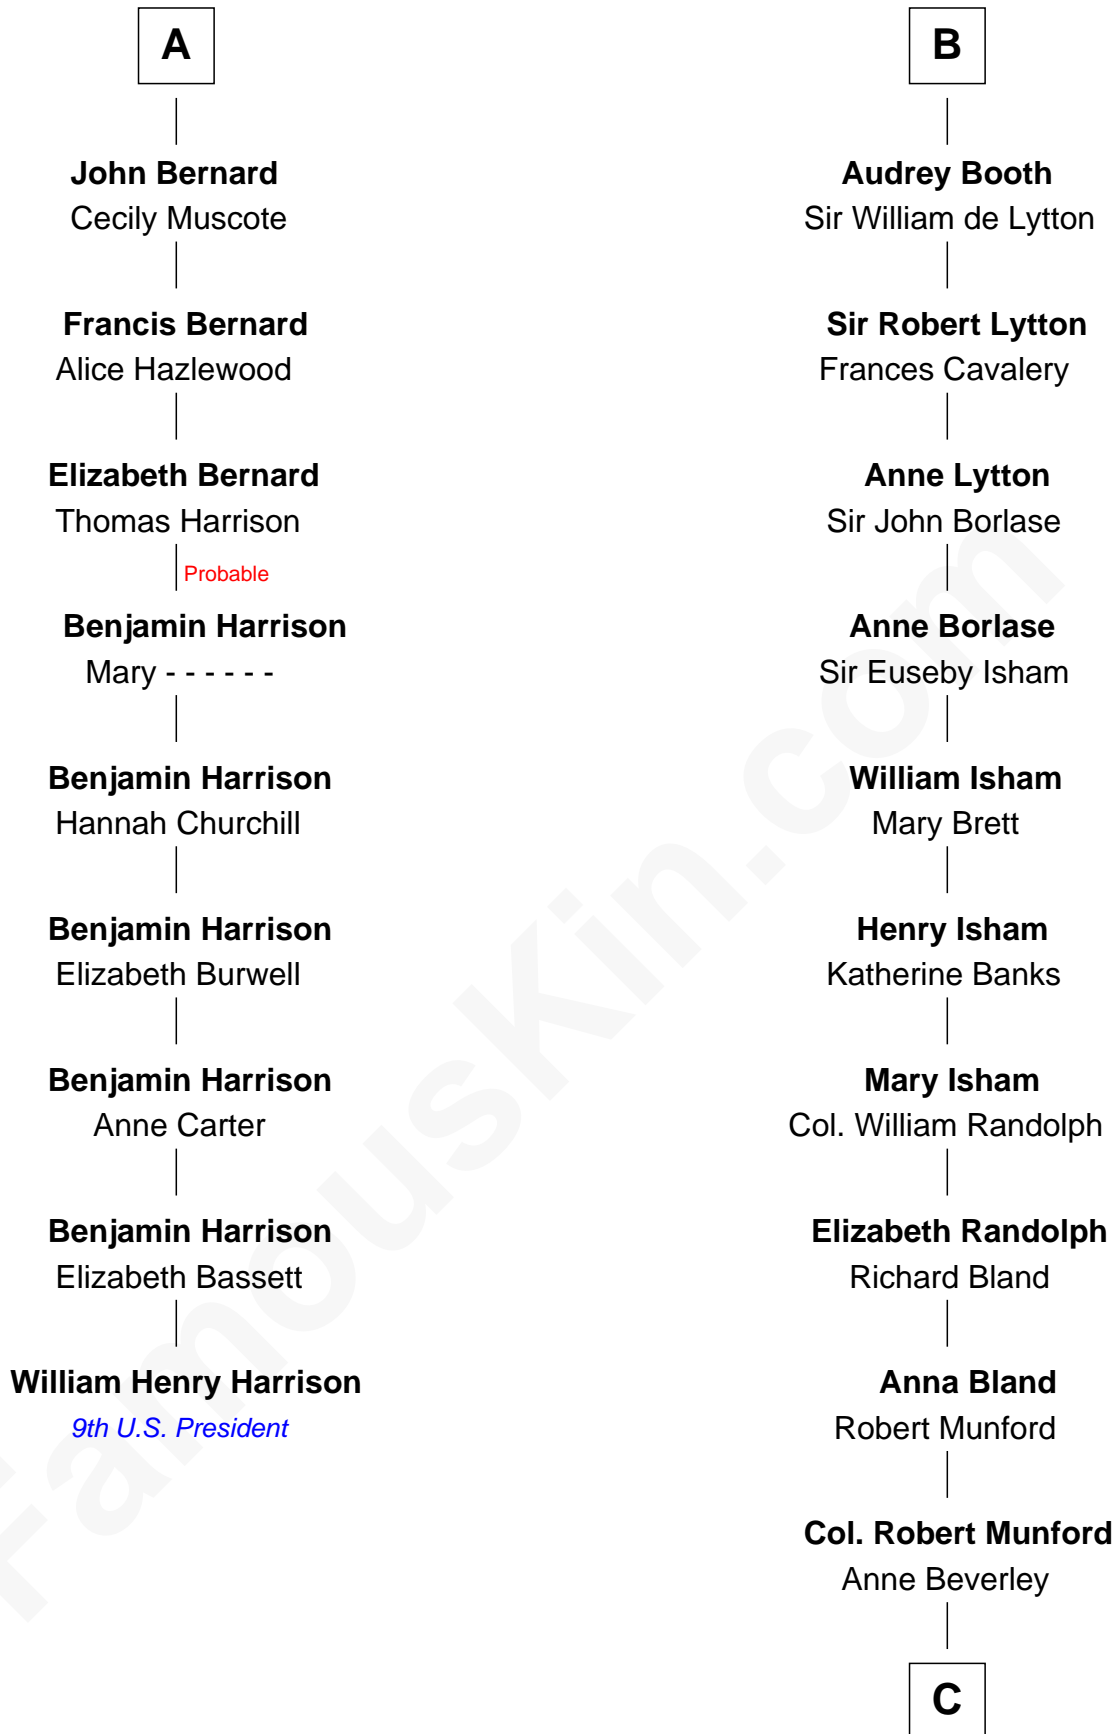 A
John Bernard
Cecily Muscote
Francis Bernard
Alice Hazlewood
Elizabeth Bernard
Thomas Harrison
Probable
Benjamin Harrison
Mary - - - - - -
Benjamin Harrison
Hannah Churchill
Benjamin Harrison
Elizabeth Burwell
Benjamin Harrison
Anne Carter
Benjamin Harrison
Elizabeth Bassett
William Henry Harrison
9th U.S. President
B
Audrey Booth
Sir William de Lytton
Sir Robert Lytton
Frances Cavalery
Anne Lytton
Sir John Borlase
Anne Borlase
Sir Euseby Isham
William Isham
Mary Brett
Henry Isham
Katherine Banks
Mary Isham
Col. William Randolph
Elizabeth Randolph
Richard Bland
Anna Bland
Robert Munford
Col. Robert Munford
Anne Beverley
C
FamousKin.com